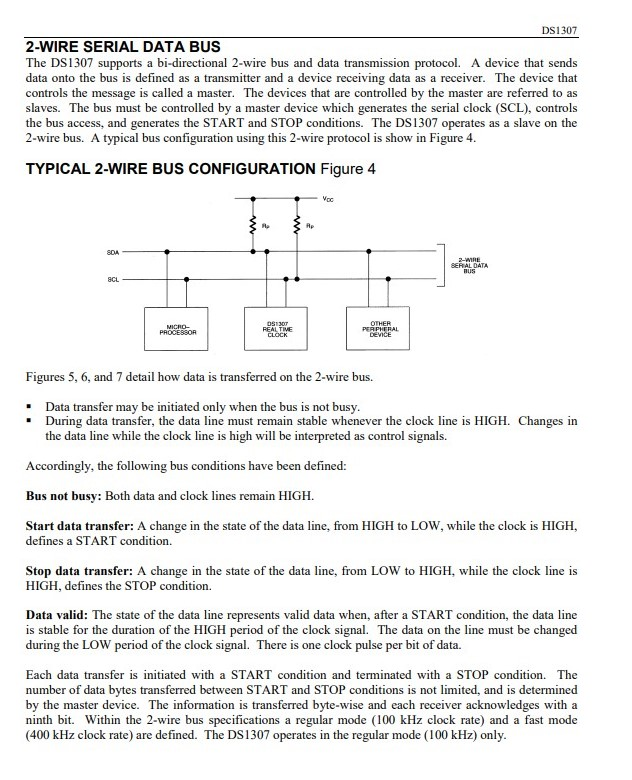 DS1307
2-WIRE SERIAL DATA BUS
The DS1307 supports a bi-directional 2-wire bus and data transmission protocol. A device that sends
data onto the bus is defined as a transmitter and a device receiving data as a receiver. The device that
controls the message is called a master. The devices that are controlled by the master are referred to as
slaves. The bus must be controlled by a master device which generates the serial clock (SCL), controls
the bus access, and generates the START and STOP conditions. The DS1307 operates as a slave on the
2-wire bus. A typical bus configuration using this 2-wire protocol is show in Figure 4.
TYPICAL 2-WIRE BUS CONFIGURATION Figure 4
VCC
RP
RP
SDA
SCL
2-WIRE
SERIAL DATA
BUS
MICRO-
PROCESSOR
DS1307
REAL TIME
CLOCK
OTHER
PERIPHERAL
DEVICE
Figures 5, 6, and 7 detail how data is transferred on the 2-wire bus.
▪ Data transfer may be initiated only when the bus is not busy.
▪ During data transfer, the data line must remain stable whenever the clock line is HIGH. Changes in
the data line while the clock line is high will be interpreted as control signals.
Accordingly, the following bus conditions have been defined:
Bus not busy: Both data and clock lines remain HIGH.
Start data transfer: A change in the state of the data line, from HIGH to LOW, while the clock is HIGH,
defines a START condition.
Stop data transfer: A change in the state of the data line, from LOW to HIGH, while the clock line is
HIGH, defines the STOP condition.
Data valid: The state of the data line represents valid data when, after a START condition, the data line
is stable for the duration of the HIGH period of the clock signal. The data on the line must be changed
during the LOW period of the clock signal. There is one clock pulse per bit of data.
Each data transfer is initiated with a START condition and terminated with a STOP condition. The
number of data bytes transferred between START and STOP conditions is not limited, and is determined
by the master device. The information is transferred byte-wise and each receiver acknowledges with a
ninth bit. Within the 2-wire bus specifications a regular mode (100 kHz clock rate) and a fast mode
(400 kHz clock rate) are defined. The DS1307 operates in the regular mode (100 kHz) only.